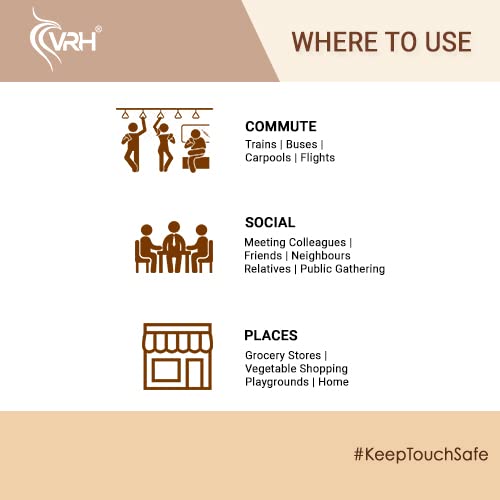 VRH®
WHERE TO USE
COMMUTE
Trains | Buses |
Carpools | Flights
SOCIAL
Meeting Colleagues |
Friends | Neighbours
Relatives | Public Gathering
PLACES
Grocery Stores |
Vegetable Shopping
Playgrounds | Home
#KeepTouchSafe